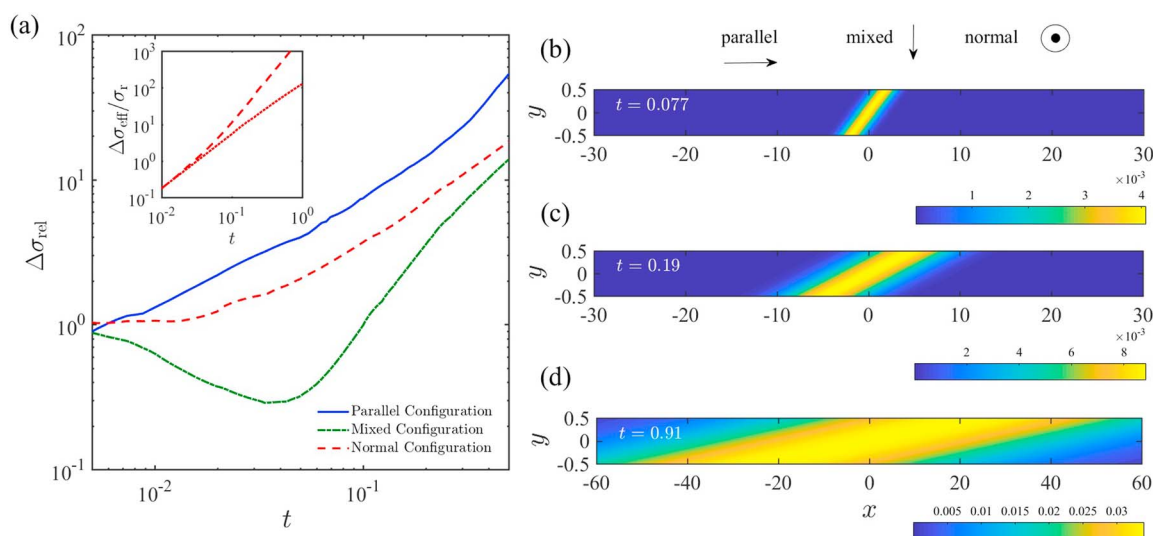 (a)
10^2
10^1
10^0
10^-1
Δσ_rel
10^-2
10^-1
t
10^3
10^2
10^1
10^0
10^-1
Δσ_eff/σ_r
10^-2
10^-1
10^0
t
Parallel Configuration
Mixed Configuration
Normal Configuration
(b)
parallel
mixed
normal
y
0.5
0
-0.5
t = 0.077
-30
-20
-10
0
10
20
30
×10^-3
1
2
3
4
(c)
y
0.5
0
-0.5
t = 0.19
-30
-20
-10
0
10
20
30
×10^-3
2
4
6
8
(d)
y
0.5
0
-0.5
t = 0.91
-60
-40
-20
0
20
40
60
x
0.005
0.01
0.015
0.02
0.025
0.03